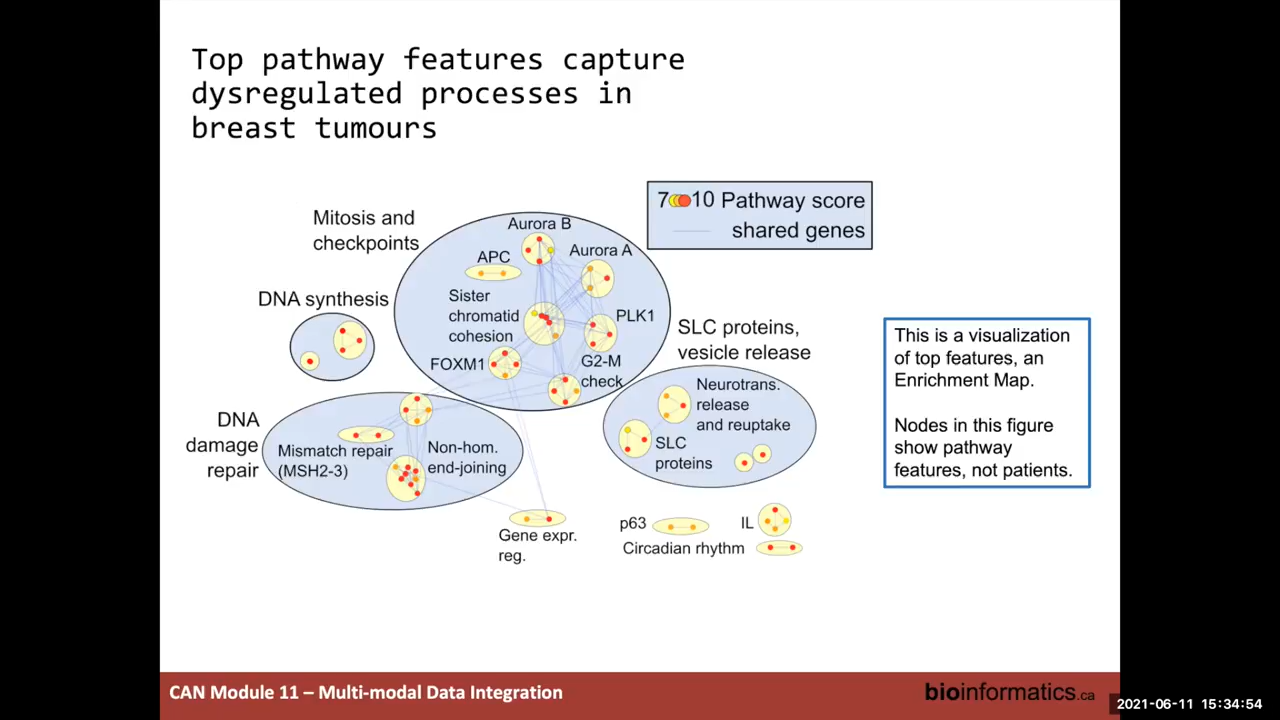 Top pathway features capture
dysregulated processes in
breast tumours
7 10 Pathway score
shared genes
Mitosis and
checkpoints
Aurora B
Aurora A
APC
Sister
chromatid
cohesion
PLK1
FOXM1
G2-M
check
DNA synthesis
SLC proteins,
vesicle release
Neurotrans.
release
and reuptake
SLC
proteins
DNA
damage
repair
Mismatch repair
(MSH2-3)
Non-hom.
end-joining
Gene expr.
reg.
p63
IL
Circadian rhythm
This is a visualization
of top features, an
Enrichment Map.
Nodes in this figure
show pathway
features, not patients.
CAN Module 11 – Multi-modal Data Integration
bioinformatics.ca
2021-06-11 15:34:54